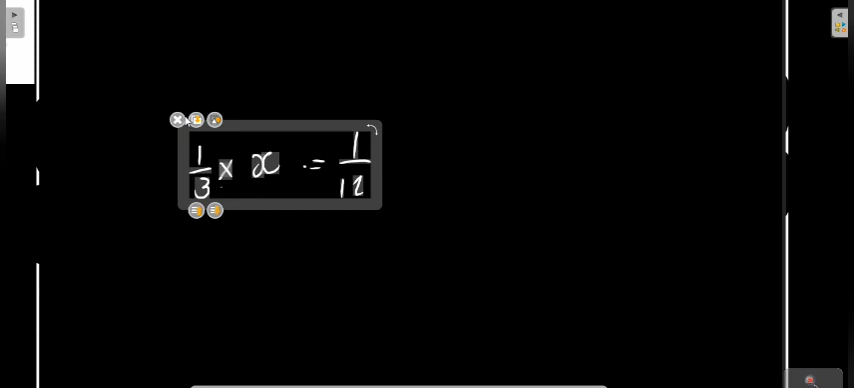 1/3 x x = 1/12